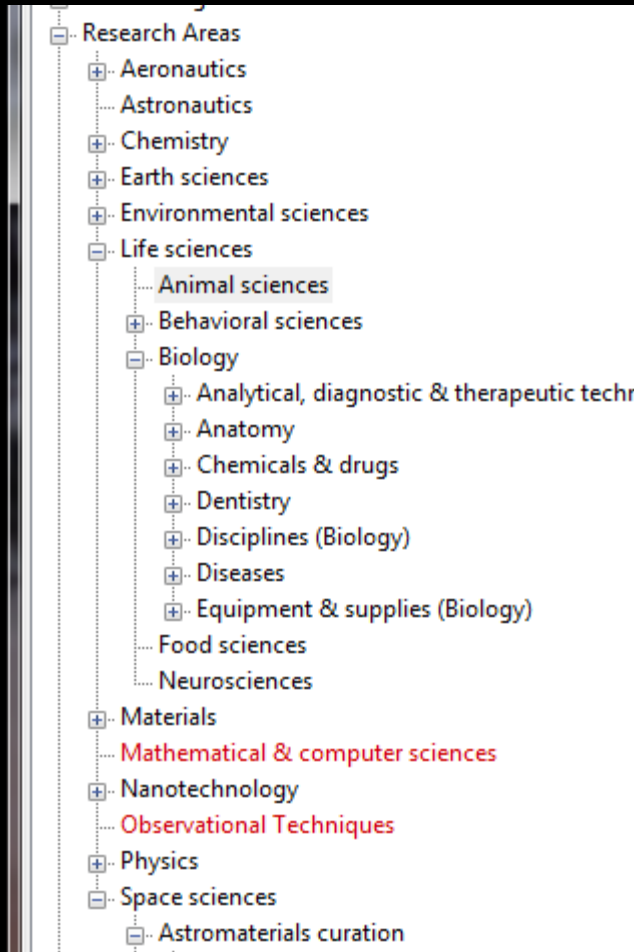 Research Areas
Aeronautics
Astronautics
Chemistry
Earth sciences
Environmental sciences
Life sciences
Animal sciences
Behavioral sciences
Biology
Analytical, diagnostic & therapeutic
Anatomy
Chemicals & drugs
Dentistry
Disciplines (Biology)
Diseases
Equipment & supplies (Biology)
Food sciences
Neurosciences
Materials
Mathematical & computer sciences
Nanotechnology
Observational Techniques
Physics
Space sciences
Astromaterials curation